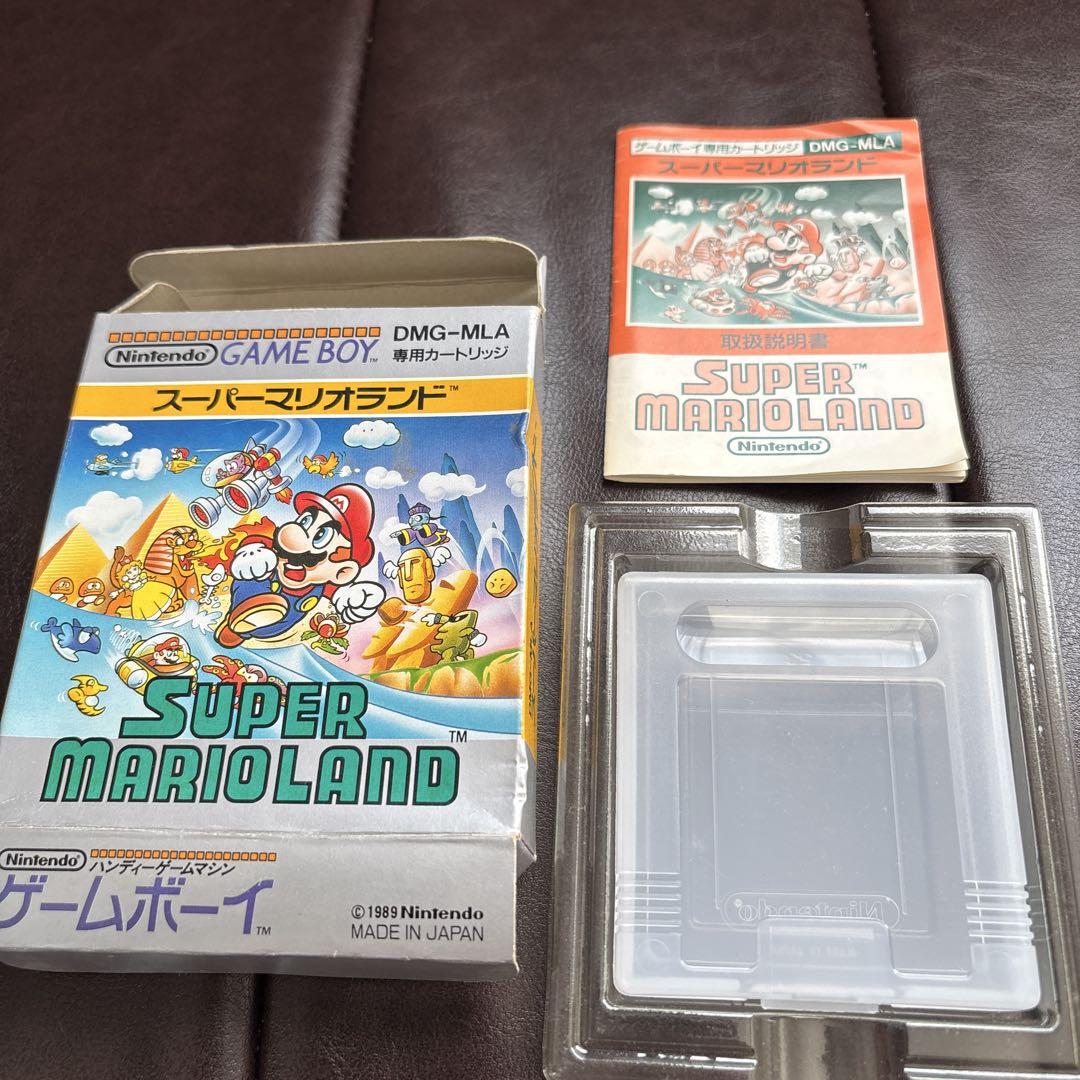 Nintendo GAME BOY™
DMG-MLA
専用カートリッジ
スーパーマリオランド™
SUPER
MARIOLAND™
Nintendo ハンディーゲームマシン
ゲームボーイ™
©1989 Nintendo
MADE IN JAPAN
ゲームボーイ専用カートリッジ DMG-MLA
スーパーマリオランド
取扱説明書
SUPER™
MARIOLAND
Nintendo®
Nintendo®